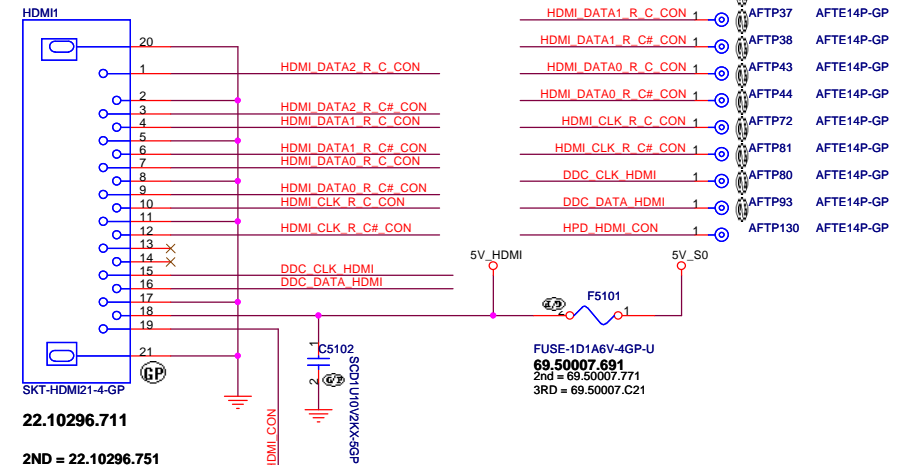 HDMI1
20
1 HDMI_DATA2_R_C_CON
2
3 HDMI_DATA2_R_C#_CON
4 HDMI_DATA1_R_C_CON
5
6 HDMI_DATA1_R_C#_CON
7 HDMI_DATA0_R_C_CON
8
9 HDMI_DATA0_R_C#_CON
10 HDMI_CLK_R_C_CON
11
12 HDMI_CLK_R_C#_CON
13
14
15 DDC_CLK_HDMI
16 DDC_DATA_HDMI
17
18
19
21
GP
SKT-HDMI21-4-GP
22.10296.711
2ND = 22.10296.751
HDMI_DATA1_R_C_CON 1 AFTP37 AFTE14P-GP
HDMI_DATA1_R_C#_CON 1 AFTP38 AFTE14P-GP
HDMI_DATA0_R_C_CON 1 AFTP43 AFTE14P-GP
HDMI_DATA0_R_C#_CON 1 AFTP44 AFTE14P-GP
HDMI_CLK_R_C_CON 1 AFTP72 AFTE14P-GP
HDMI_CLK_R_C#_CON 1 AFTP81 AFTE14P-GP
DDC_CLK_HDMI 1 AFTP80 AFTE14P-GP
DDC_DATA_HDMI 1 AFTP93 AFTE14P-GP
HPD_HDMI_CON 1 AFTP130 AFTE14P-GP
5V_HDMI
5V_S0
F5101
2 1
FUSE-1D1A6V-4GP-U
69.50007.691
2nd = 69.50007.771
3RD = 69.50007.C21
1
C5102
2
SCD1U10V2KX-5GP